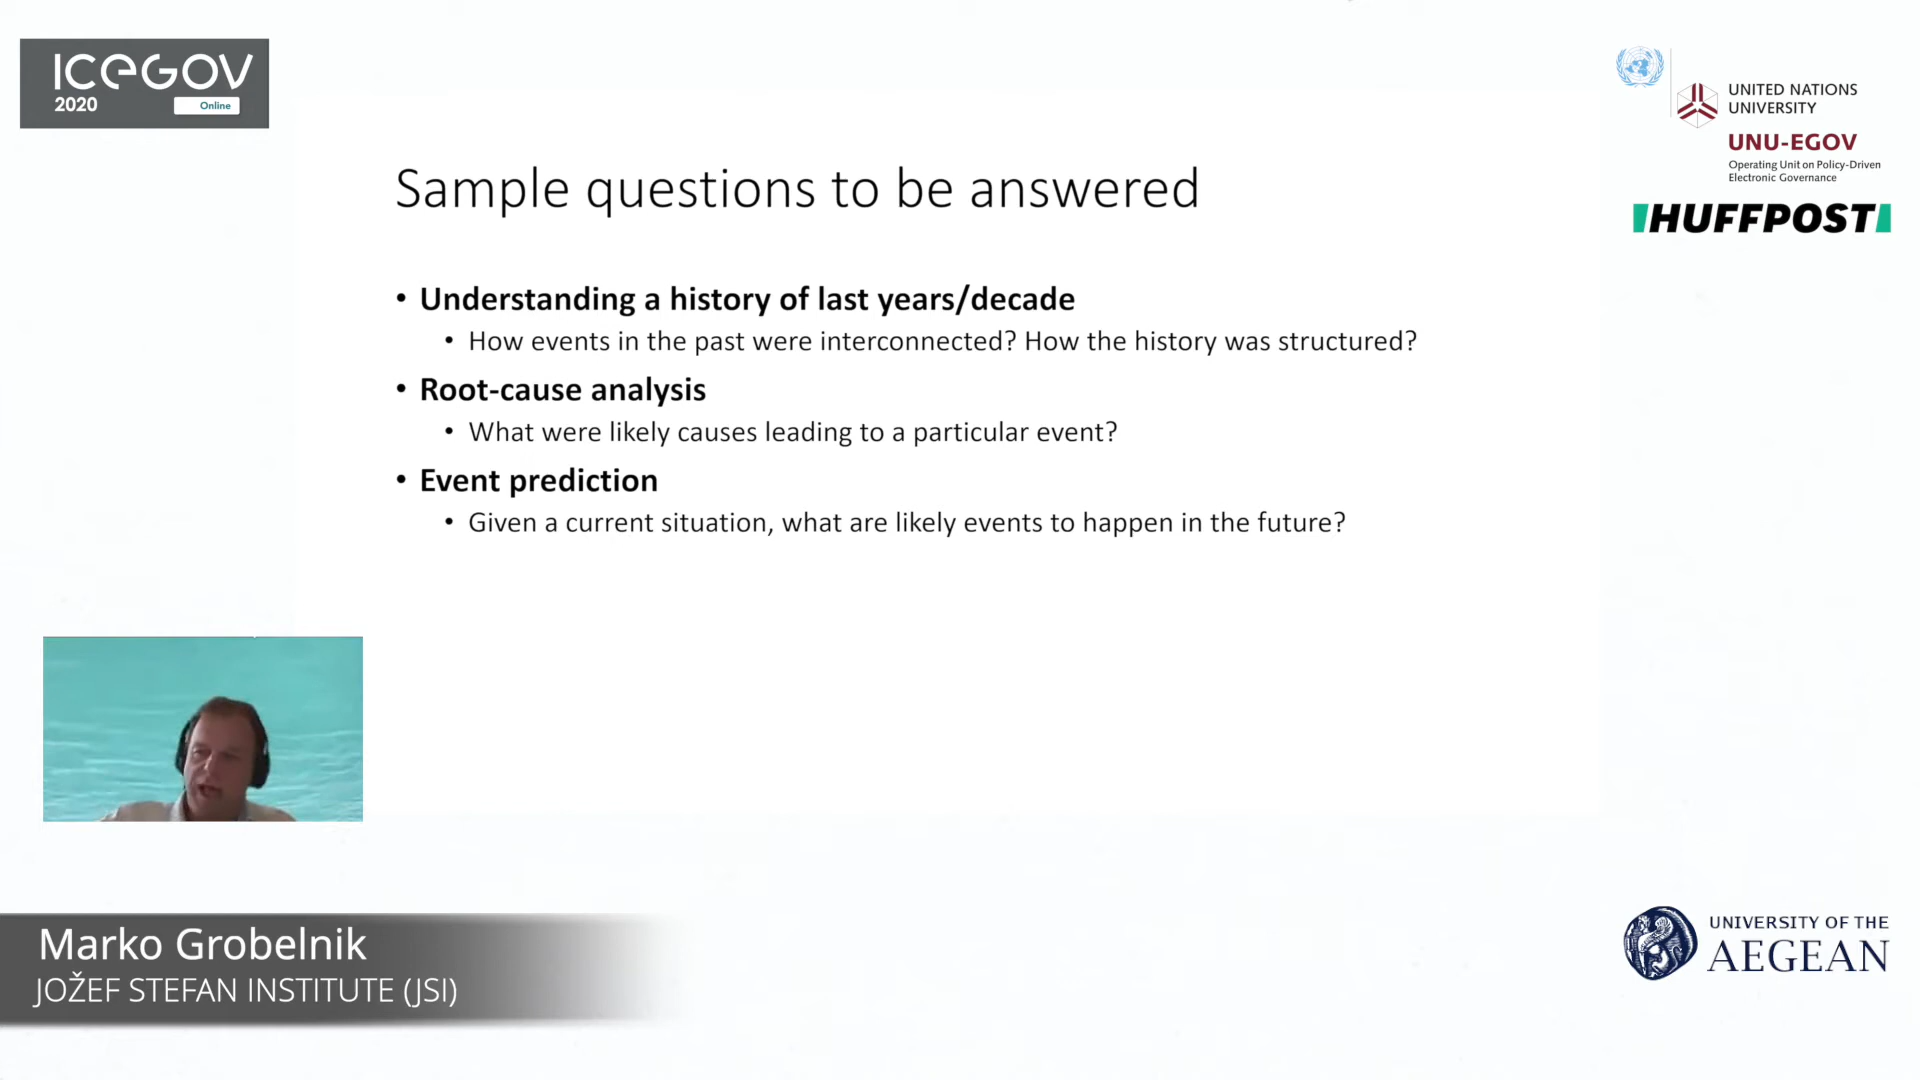 ICEGOV
2020
Online
UNITED NATIONS
UNIVERSITY
UNU-EGOV
Operating Unit on Policy-Driven
Electronic Governance
HUFFPOST
Sample questions to be answered
• Understanding a history of last years/decade
• How events in the past were interconnected? How the history was structured?
• Root-cause analysis
• What were likely causes leading to a particular event?
• Event prediction
• Given a current situation, what are likely events to happen in the future?
Marko Grobelnik
JOŽEF STEFAN INSTITUTE (JSI)
UNIVERSITY OF THE
AEGEAN